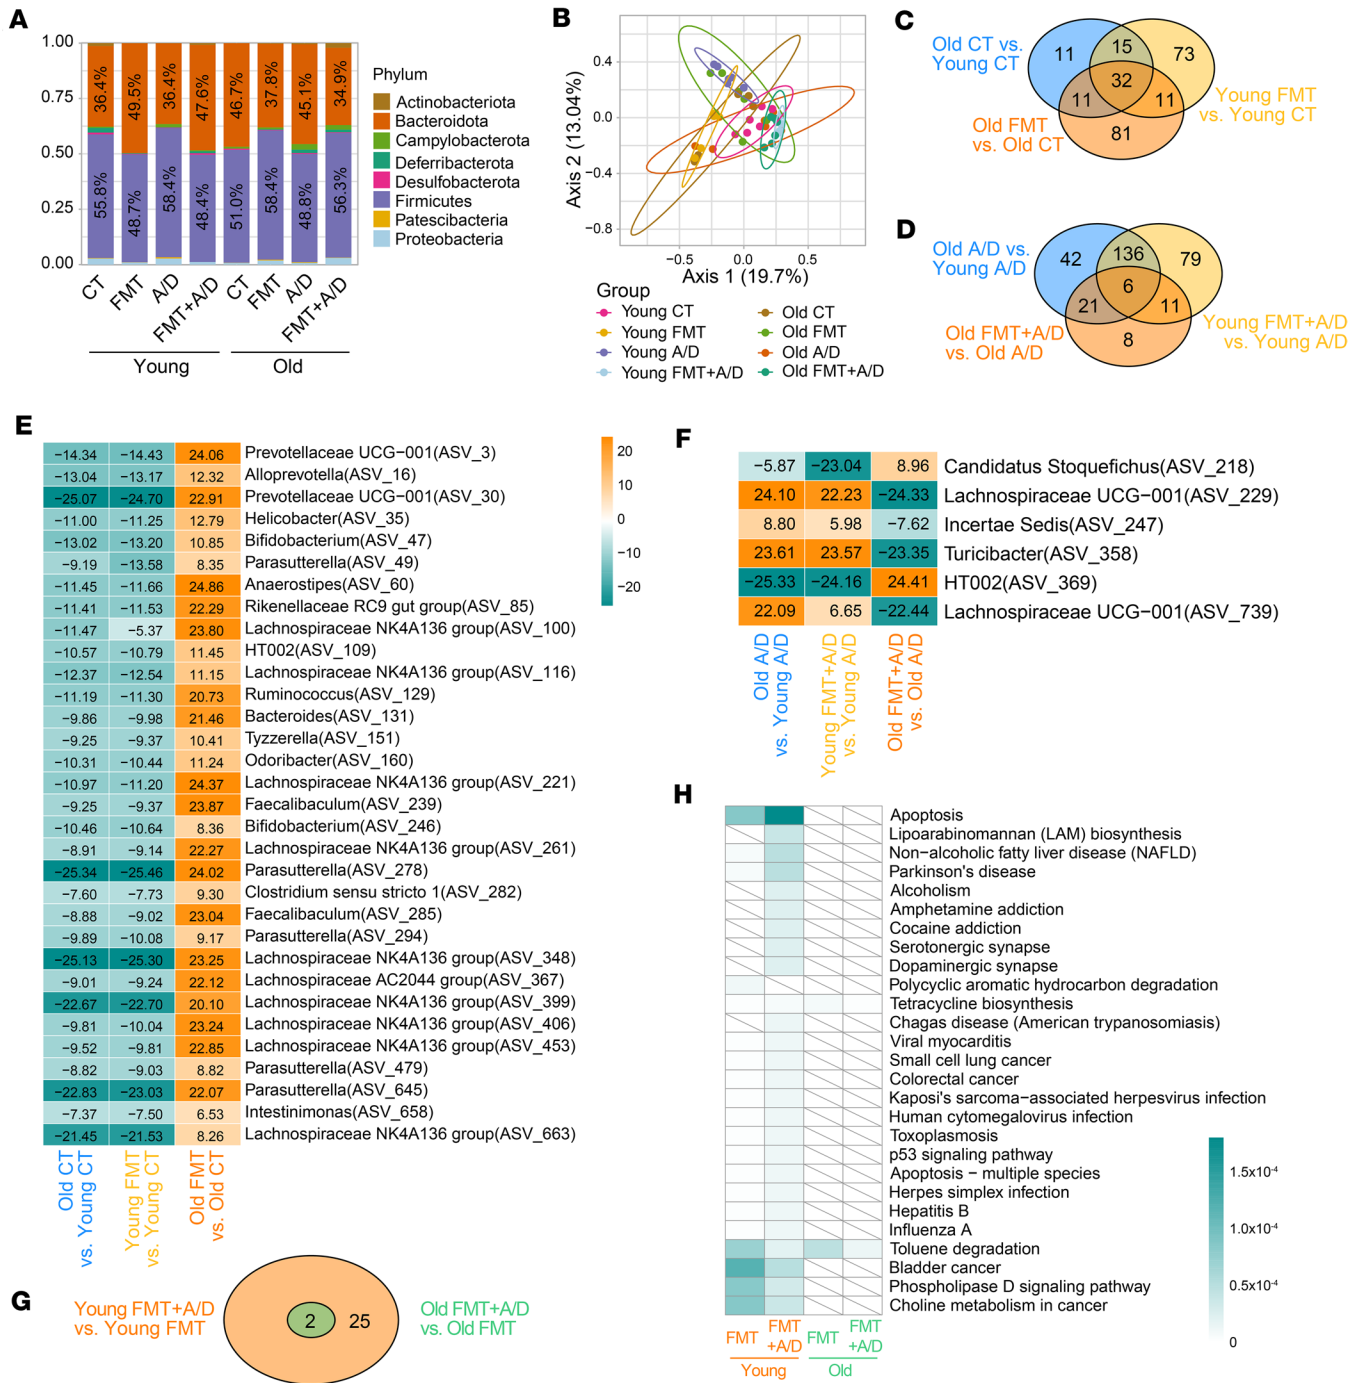 A
1.00
0.75
0.50
0.25
0.00
36.4%
49.5%
36.4%
47.6%
46.7%
37.8%
45.1%
34.9%
55.8%
48.7%
58.4%
48.4%
51.0%
58.4%
48.8%
56.3%
CT
FMT
A/D
FMT+A/D
CT
FMT
A/D
FMT+A/D
Young
Old
Phylum
Actinobacteriota
Bacteroidota
Campylobacterota
Deferribacterota
Desulfobacterota
Firmicutes
Patescibacteria
Proteobacteria
B
Axis 2 (13.04%)
0.4
0.0
−0.4
−0.8
−0.5
0.0
0.5
Axis 1 (19.7%)
Group
Young CT
Young FMT
Young A/D
Young FMT+A/D
Old CT
Old FMT
Old A/D
Old FMT+A/D
C
Old CT vs.
Young CT
11
15
73
32
11
11
81
Young FMT
vs. Young CT
Old FMT
vs. Old CT
D
Old A/D vs.
Young A/D
42
136
79
6
21
11
8
Old FMT+A/D
vs. Old A/D
Young FMT+A/D
vs. Young A/D
E
−14.34 −14.43 24.06 Prevotellaceae UCG−001(ASV_3)
−13.04 −13.17 12.32 Alloprevotella(ASV_16)
−25.07 −24.70 22.91 Prevotellaceae UCG−001(ASV_30)
−11.00 −11.25 12.79 Helicobacter(ASV_35)
−13.02 −13.20 10.85 Bifidobacterium(ASV_47)
−9.19 −13.58 8.35 Parasutterella(ASV_49)
−11.45 −11.66 24.86 Anaerostipes(ASV_60)
−11.41 −11.53 22.29 Rikenellaceae RC9 gut group(ASV_85)
−11.47 −5.37 23.80 Lachnospiraceae NK4A136 group(ASV_100)
−10.57 −10.79 11.45 HT002(ASV_109)
−12.37 −12.54 11.15 Lachnospiraceae NK4A136 group(ASV_116)
−11.19 −11.30 20.73 Ruminococcus(ASV_129)
−9.86 −9.98 21.46 Bacteroides(ASV_131)
−9.25 −9.37 10.41 Tyzzerella(ASV_151)
−10.31 −10.44 11.24 Odoribacter(ASV_160)
−10.97 −11.20 24.37 Lachnospiraceae NK4A136 group(ASV_221)
−9.25 −9.37 23.87 Faecalibaculum(ASV_239)
−10.46 −10.64 8.36 Bifidobacterium(ASV_246)
−8.91 −9.14 22.27 Lachnospiraceae NK4A136 group(ASV_261)
−25.34 −25.46 24.02 Parasutterella(ASV_278)
−7.60 −7.73 9.30 Clostridium sensu stricto 1(ASV_282)
−8.88 −9.02 23.04 Faecalibaculum(ASV_285)
−9.89 −10.08 9.17 Parasutterella(ASV_294)
−25.13 −25.30 23.25 Lachnospiraceae NK4A136 group(ASV_348)
−9.01 −9.24 22.12 Lachnospiraceae AC2044 group(ASV_367)
−22.67 −22.70 20.10 Lachnospiraceae NK4A136 group(ASV_399)
−9.81 −10.04 23.24 Lachnospiraceae NK4A136 group(ASV_406)
−9.52 −9.81 22.85 Lachnospiraceae NK4A136 group(ASV_453)
−8.82 −9.03 8.82 Parasutterella(ASV_479)
−22.83 −23.03 22.07 Parasutterella(ASV_645)
−7.37 −7.50 6.53 Intestinimonas(ASV_658)
−21.45 −21.53 8.26 Lachnospiraceae NK4A136 group(ASV_663)
Old CT
vs. Young CT
Young FMT
vs. Young CT
Old FMT
vs. Old CT
20
10
0
−10
−20
F
−5.87 −23.04 8.96 Candidatus Stoquefichus(ASV_218)
24.10 22.23 −24.33 Lachnospiraceae UCG−001(ASV_229)
8.80 5.98 −7.62 Incertae Sedis(ASV_247)
23.61 23.57 −23.35 Turicibacter(ASV_358)
−25.33 −24.16 24.41 HT002(ASV_369)
22.09 6.65 −22.44 Lachnospiraceae UCG−001(ASV_739)
Old A/D
vs. Young A/D
Young FMT+A/D
vs. Young A/D
Old FMT+A/D
vs. Old A/D
G
Young FMT+A/D
vs. Young FMT
2
25
Old FMT+A/D
vs. Old FMT
H
Apoptosis
Lipoarabinomannan (LAM) biosynthesis
Non−alcoholic fatty liver disease (NAFLD)
Parkinson's disease
Alcoholism
Amphetamine addiction
Cocaine addiction
Serotonergic synapse
Dopaminergic synapse
Polycyclic aromatic hydrocarbon degradation
Tetracycline biosynthesis
Chagas disease (American trypanosomiasis)
Viral myocarditis
Small cell lung cancer
Colorectal cancer
Kaposi's sarcoma−associated herpesvirus infection
Human cytomegalovirus infection
Toxoplasmosis
p53 signaling pathway
Apoptosis − multiple species
Herpes simplex infection
Hepatitis B
Influenza A
Toluene degradation
Bladder cancer
Phospholipase D signaling pathway
Choline metabolism in cancer
FMT
FMT
+A/D
FMT
FMT
+A/D
Young
Old
1.5x10⁻⁴
1.0x10⁻⁴
0.5x10⁻⁴
0